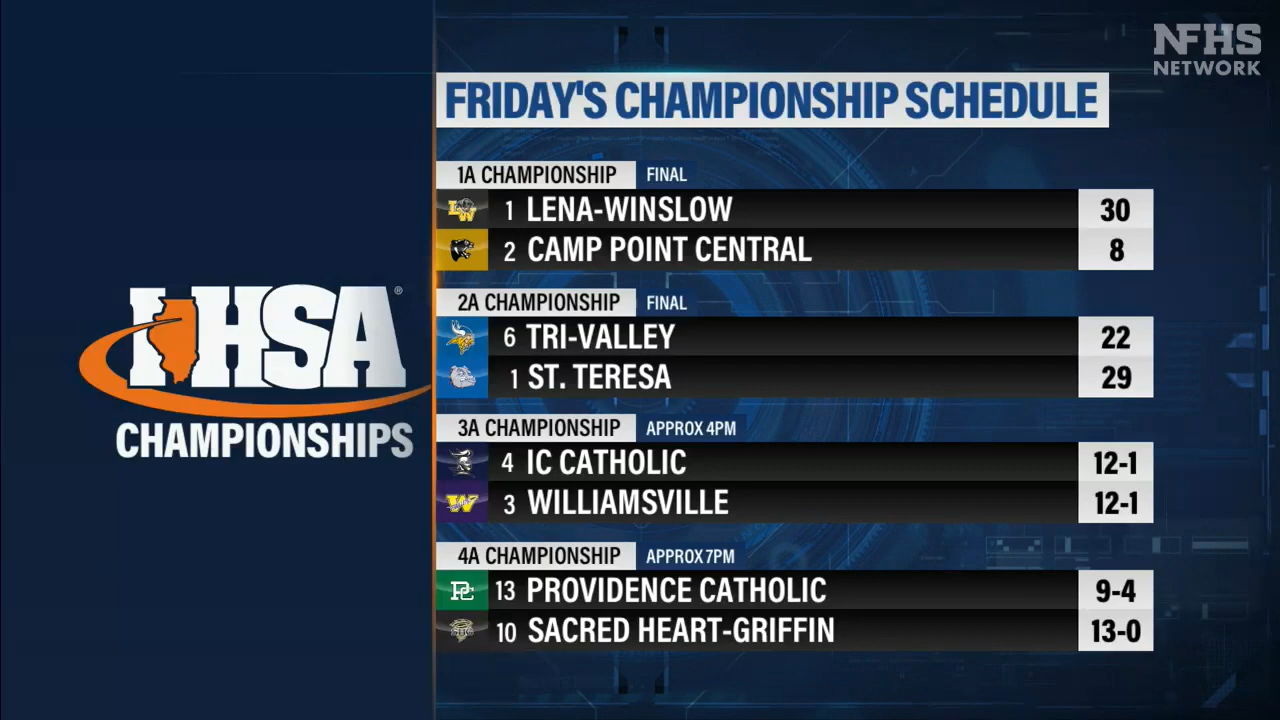 NFHS
NETWORK
FRIDAY'S CHAMPIONSHIP SCHEDULE
1A CHAMPIONSHIP FINAL
LW 1 LENA-WINSLOW 30
2 CAMP POINT CENTRAL 8
2A CHAMPIONSHIP FINAL
6 TRI-VALLEY 22
1 ST. TERESA 29
3A CHAMPIONSHIP APPROX 4PM
4 IC CATHOLIC 12-1
W 3 WILLIAMSVILLE 12-1
4A CHAMPIONSHIP APPROX 7PM
PC 13 PROVIDENCE CATHOLIC 9-4
SHG 10 SACRED HEART-GRIFFIN 13-0
IHSA®
CHAMPIONSHIPS